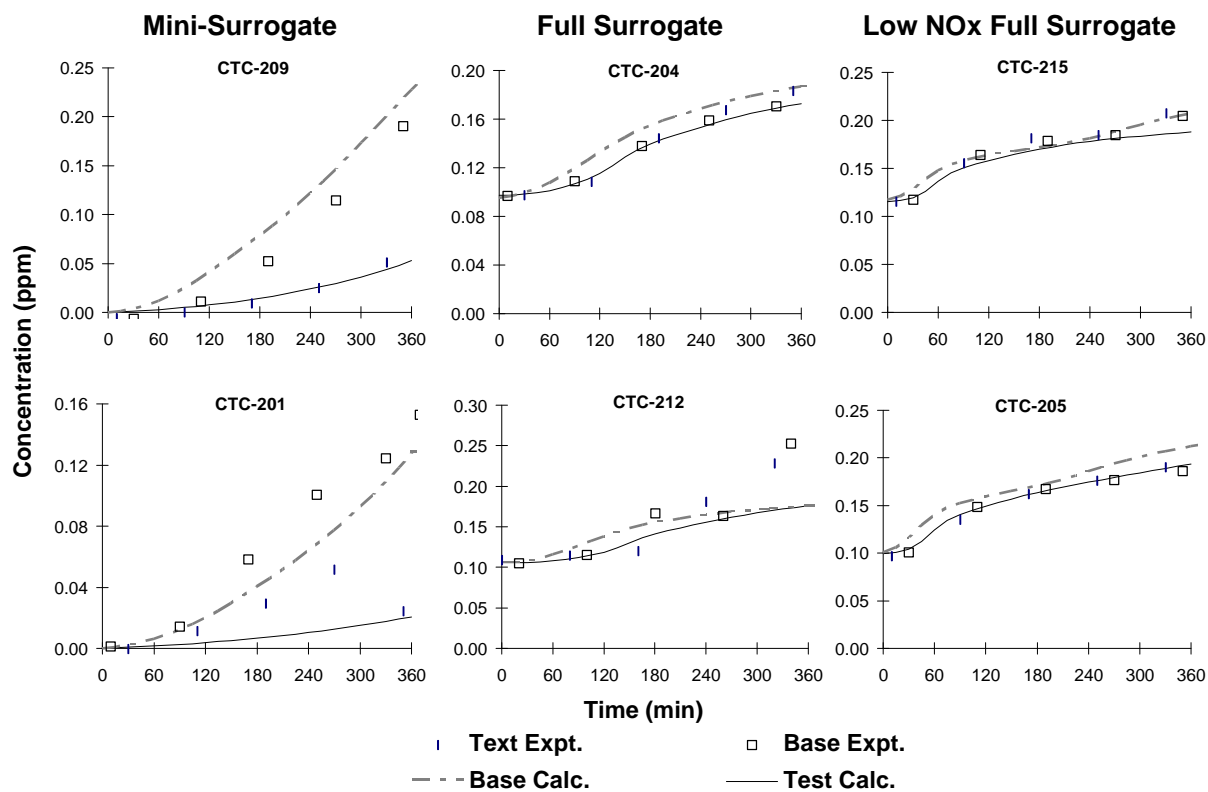 Mini-Surrogate Full Surrogate Low NOx Full Surrogate
CTC-209
0.25
0.20
0.15
0.10
0.05
0.00
0 60 120 180 240 300 360
CTC-204
0.20
0.16
0.12
0.08
0.04
0.00
0 60 120 180 240 300 360
CTC-215
0.25
0.20
0.15
0.10
0.05
0.00
0 60 120 180 240 300 360
Concentration (ppm)
CTC-201
0.16
0.12
0.08
0.04
0.00
0 60 120 180 240 300 360
CTC-212
0.30
0.25
0.20
0.15
0.10
0.05
0.00
0 60 120 180 240 300 360
CTC-205
0.25
0.20
0.15
0.10
0.05
0.00
0 60 120 180 240 300 360
Time (min)
Text Expt. Base Expt.
Base Calc. Test Calc.